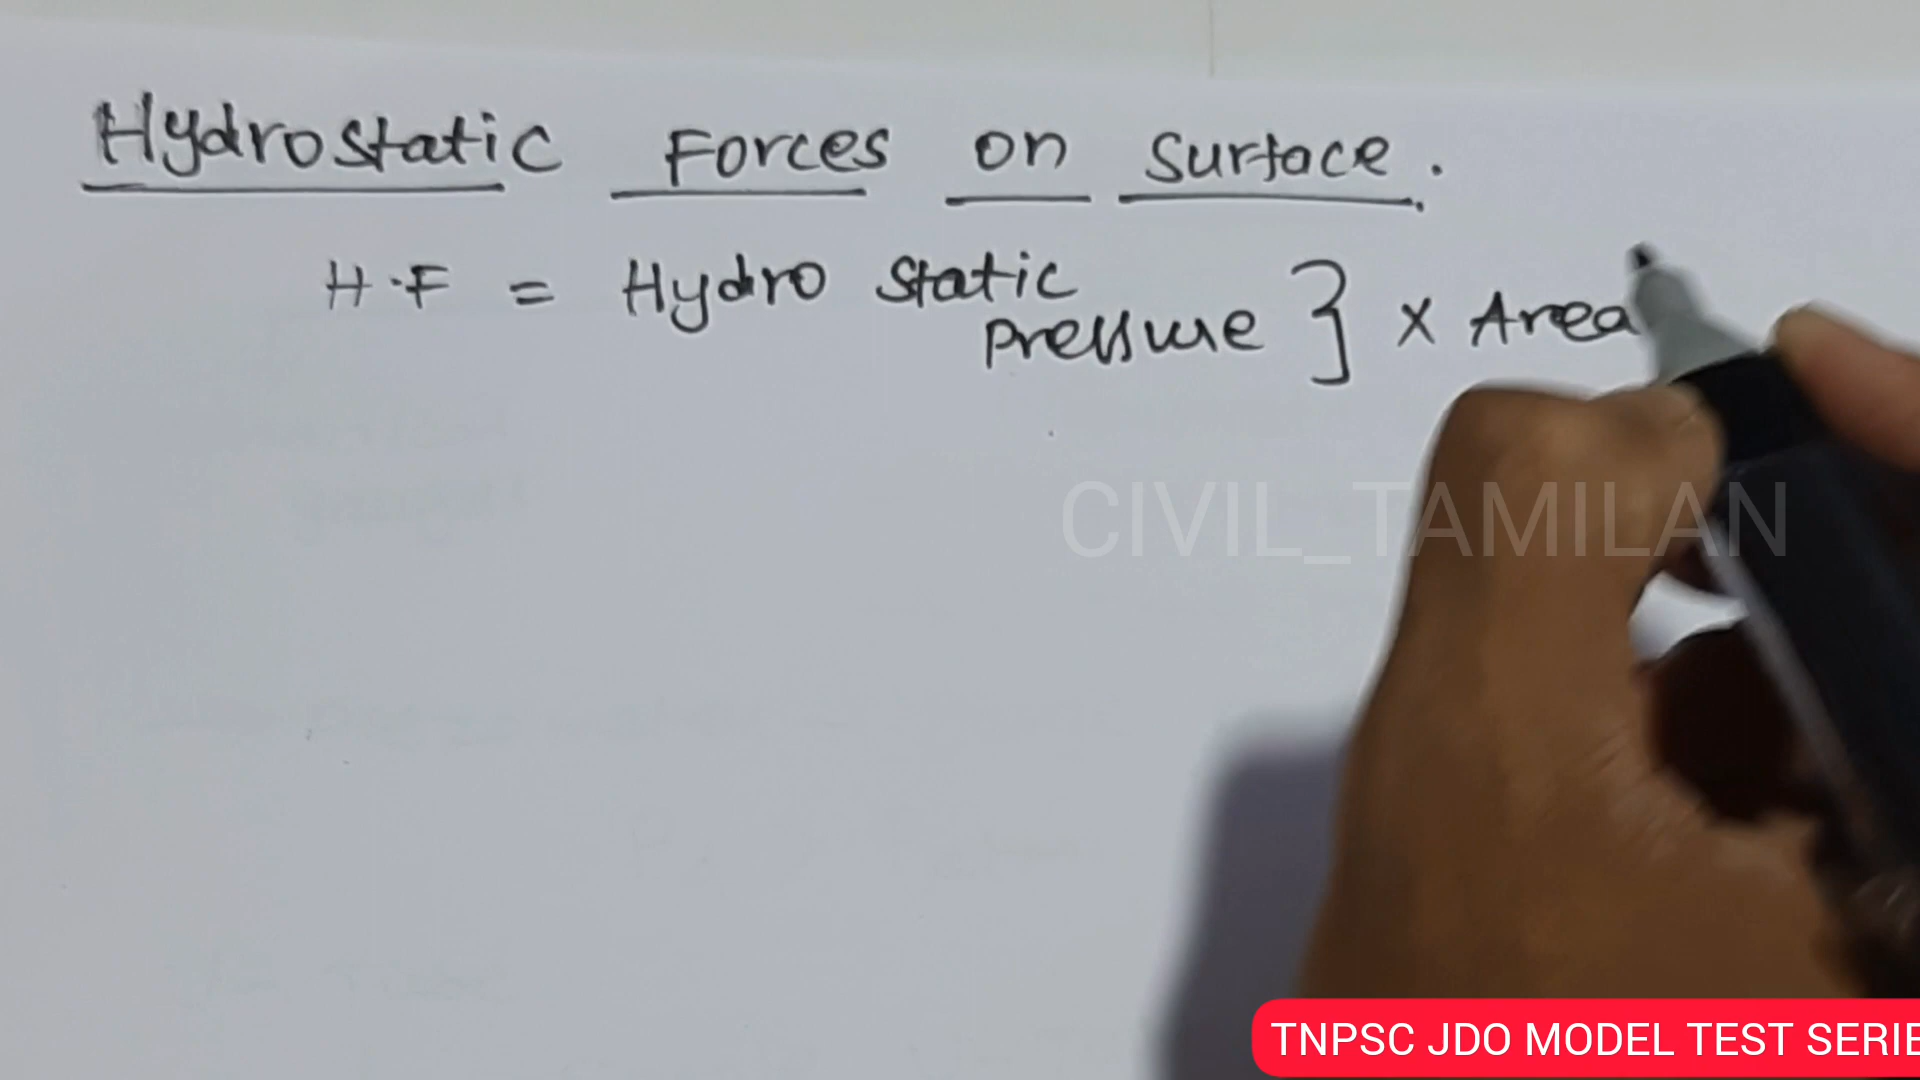 Hydrostatic Forces on Surface.
H.F = Hydro Static Pressure } × Area
CIVIL_TAMILAN
TNPSC JDO MODEL TEST SERIE